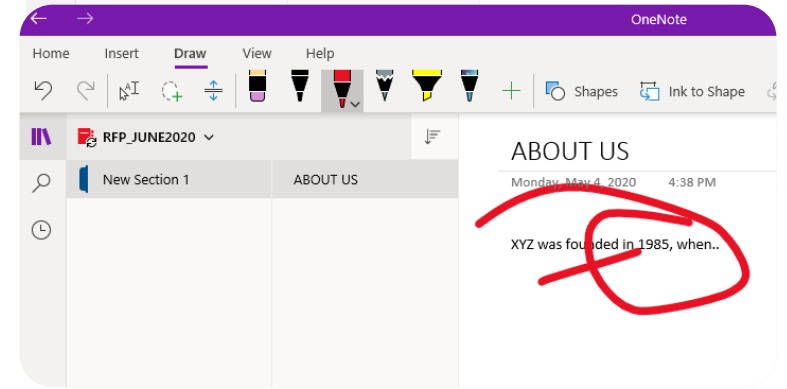 OneNote
Home Insert Draw View Help
Shapes Ink to Shape
RFP_JUNE2020
New Section 1
ABOUT US
ABOUT US
Monday, May 4, 2020 4:38 PM
XYZ was founded in 1985, when..